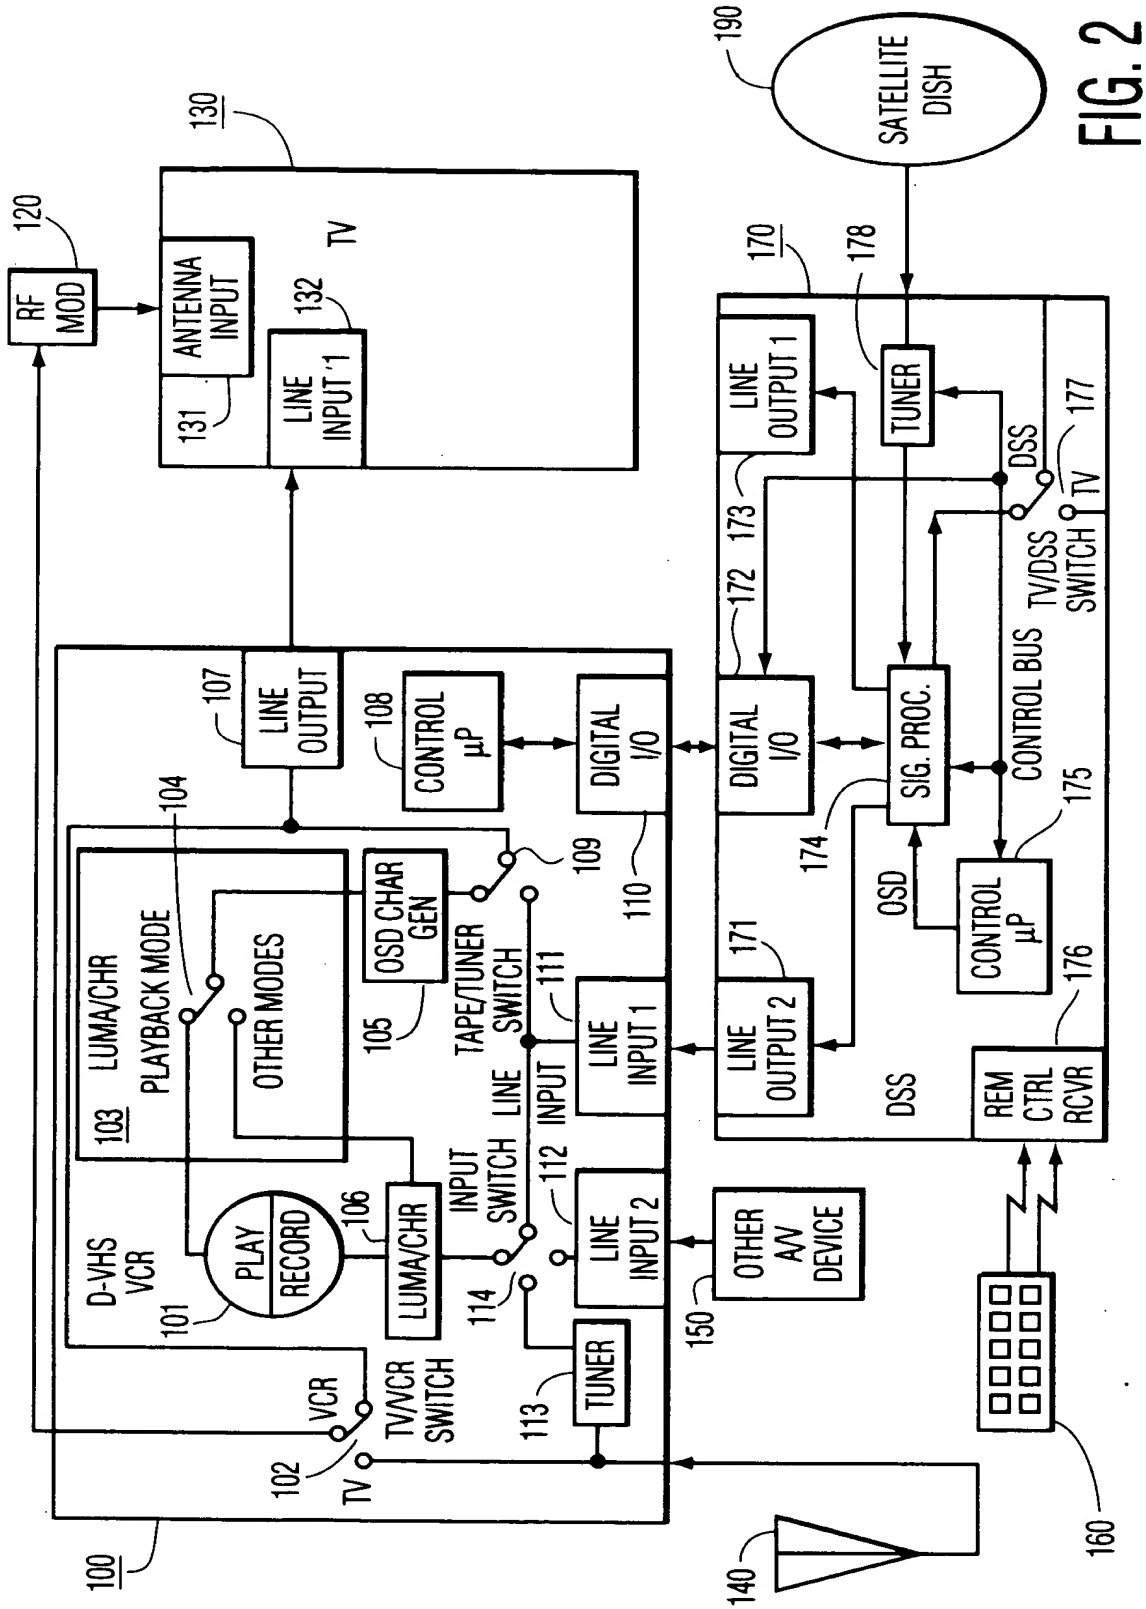 100
D-VHS
VCR
101
PLAY
RECORD
102
VCR
TV
TV/VCR
SWITCH
103
LUMA/CHR
PLAYBACK MODE
OTHER MODES
104
OSD CHAR
GEN
105
106
LUMA/CHR
107
LINE
OUTPUT
108
CONTROL
µP
TAPE/TUNER
SWITCH
109
110
DIGITAL
I/O
111
LINE
INPUT 1
LINE
INPUT
INPUT
SWITCH
112
LINE
INPUT 2
113
TUNER
114
120
RF
MOD
130
TV
131
ANTENNA
INPUT
132
LINE
INPUT 1
140
150
OTHER
A/V
DEVICE
160
170
DSS
171
LINE
OUTPUT 2
172
DIGITAL
I/O
173
LINE
OUTPUT 1
174
SIG. PROC.
OSD
175
CONTROL
µP
CONTROL BUS
176
REM
CTRL
RCVR
177
TV/DSS
SWITCH
DSS
TV
178
TUNER
190
SATELLITE
DISH
FIG. 2